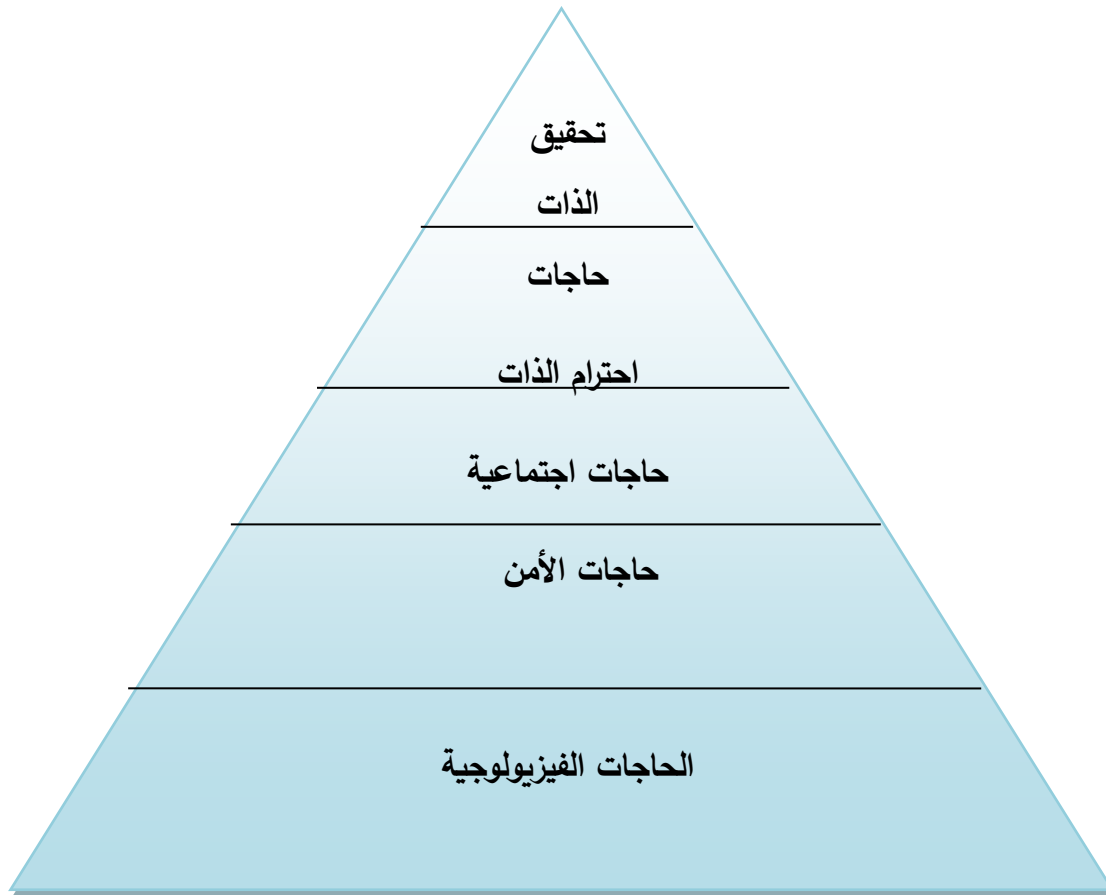 تحقيق
الذات
حاجات
احترام الذات
حاجات اجتماعية
حاجات الأمن
الحاجات الفيزيولوجية